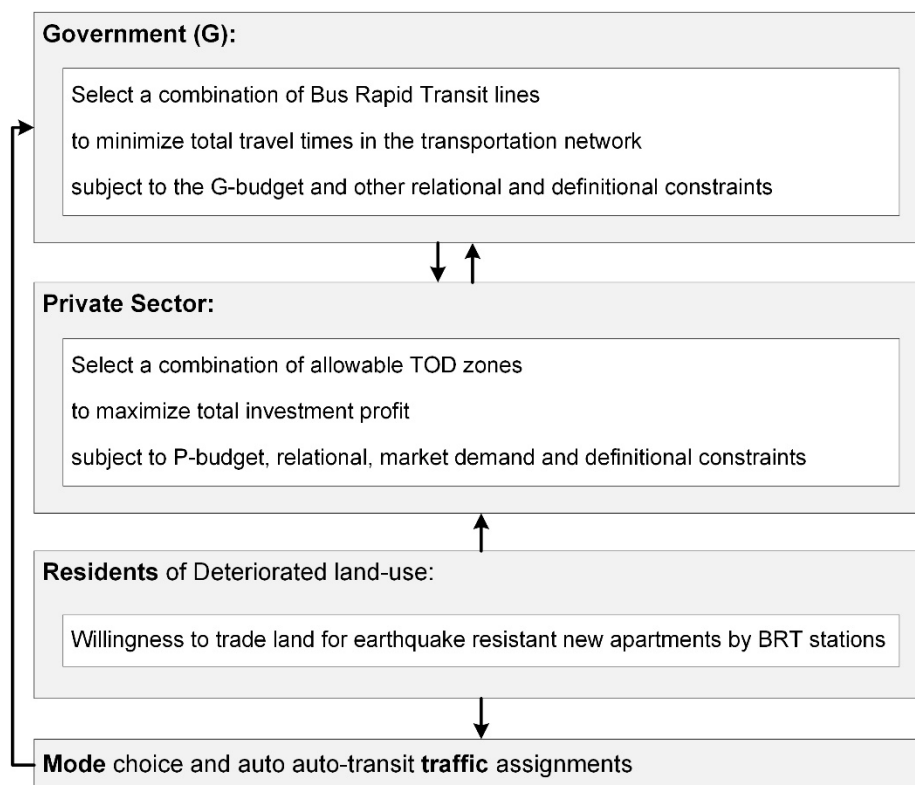 Government (G):
Select a combination of Bus Rapid Transit lines
to minimize total travel times in the transportation network
subject to the G-budget and other relational and definitional constraints
Private Sector:
Select a combination of allowable TOD zones
to maximize total investment profit
subject to P-budget, relational, market demand and definitional constraints
Residents of Deteriorated land-use:
Willingness to trade land for earthquake resistant new apartments by BRT stations
Mode choice and auto auto-transit traffic assignments